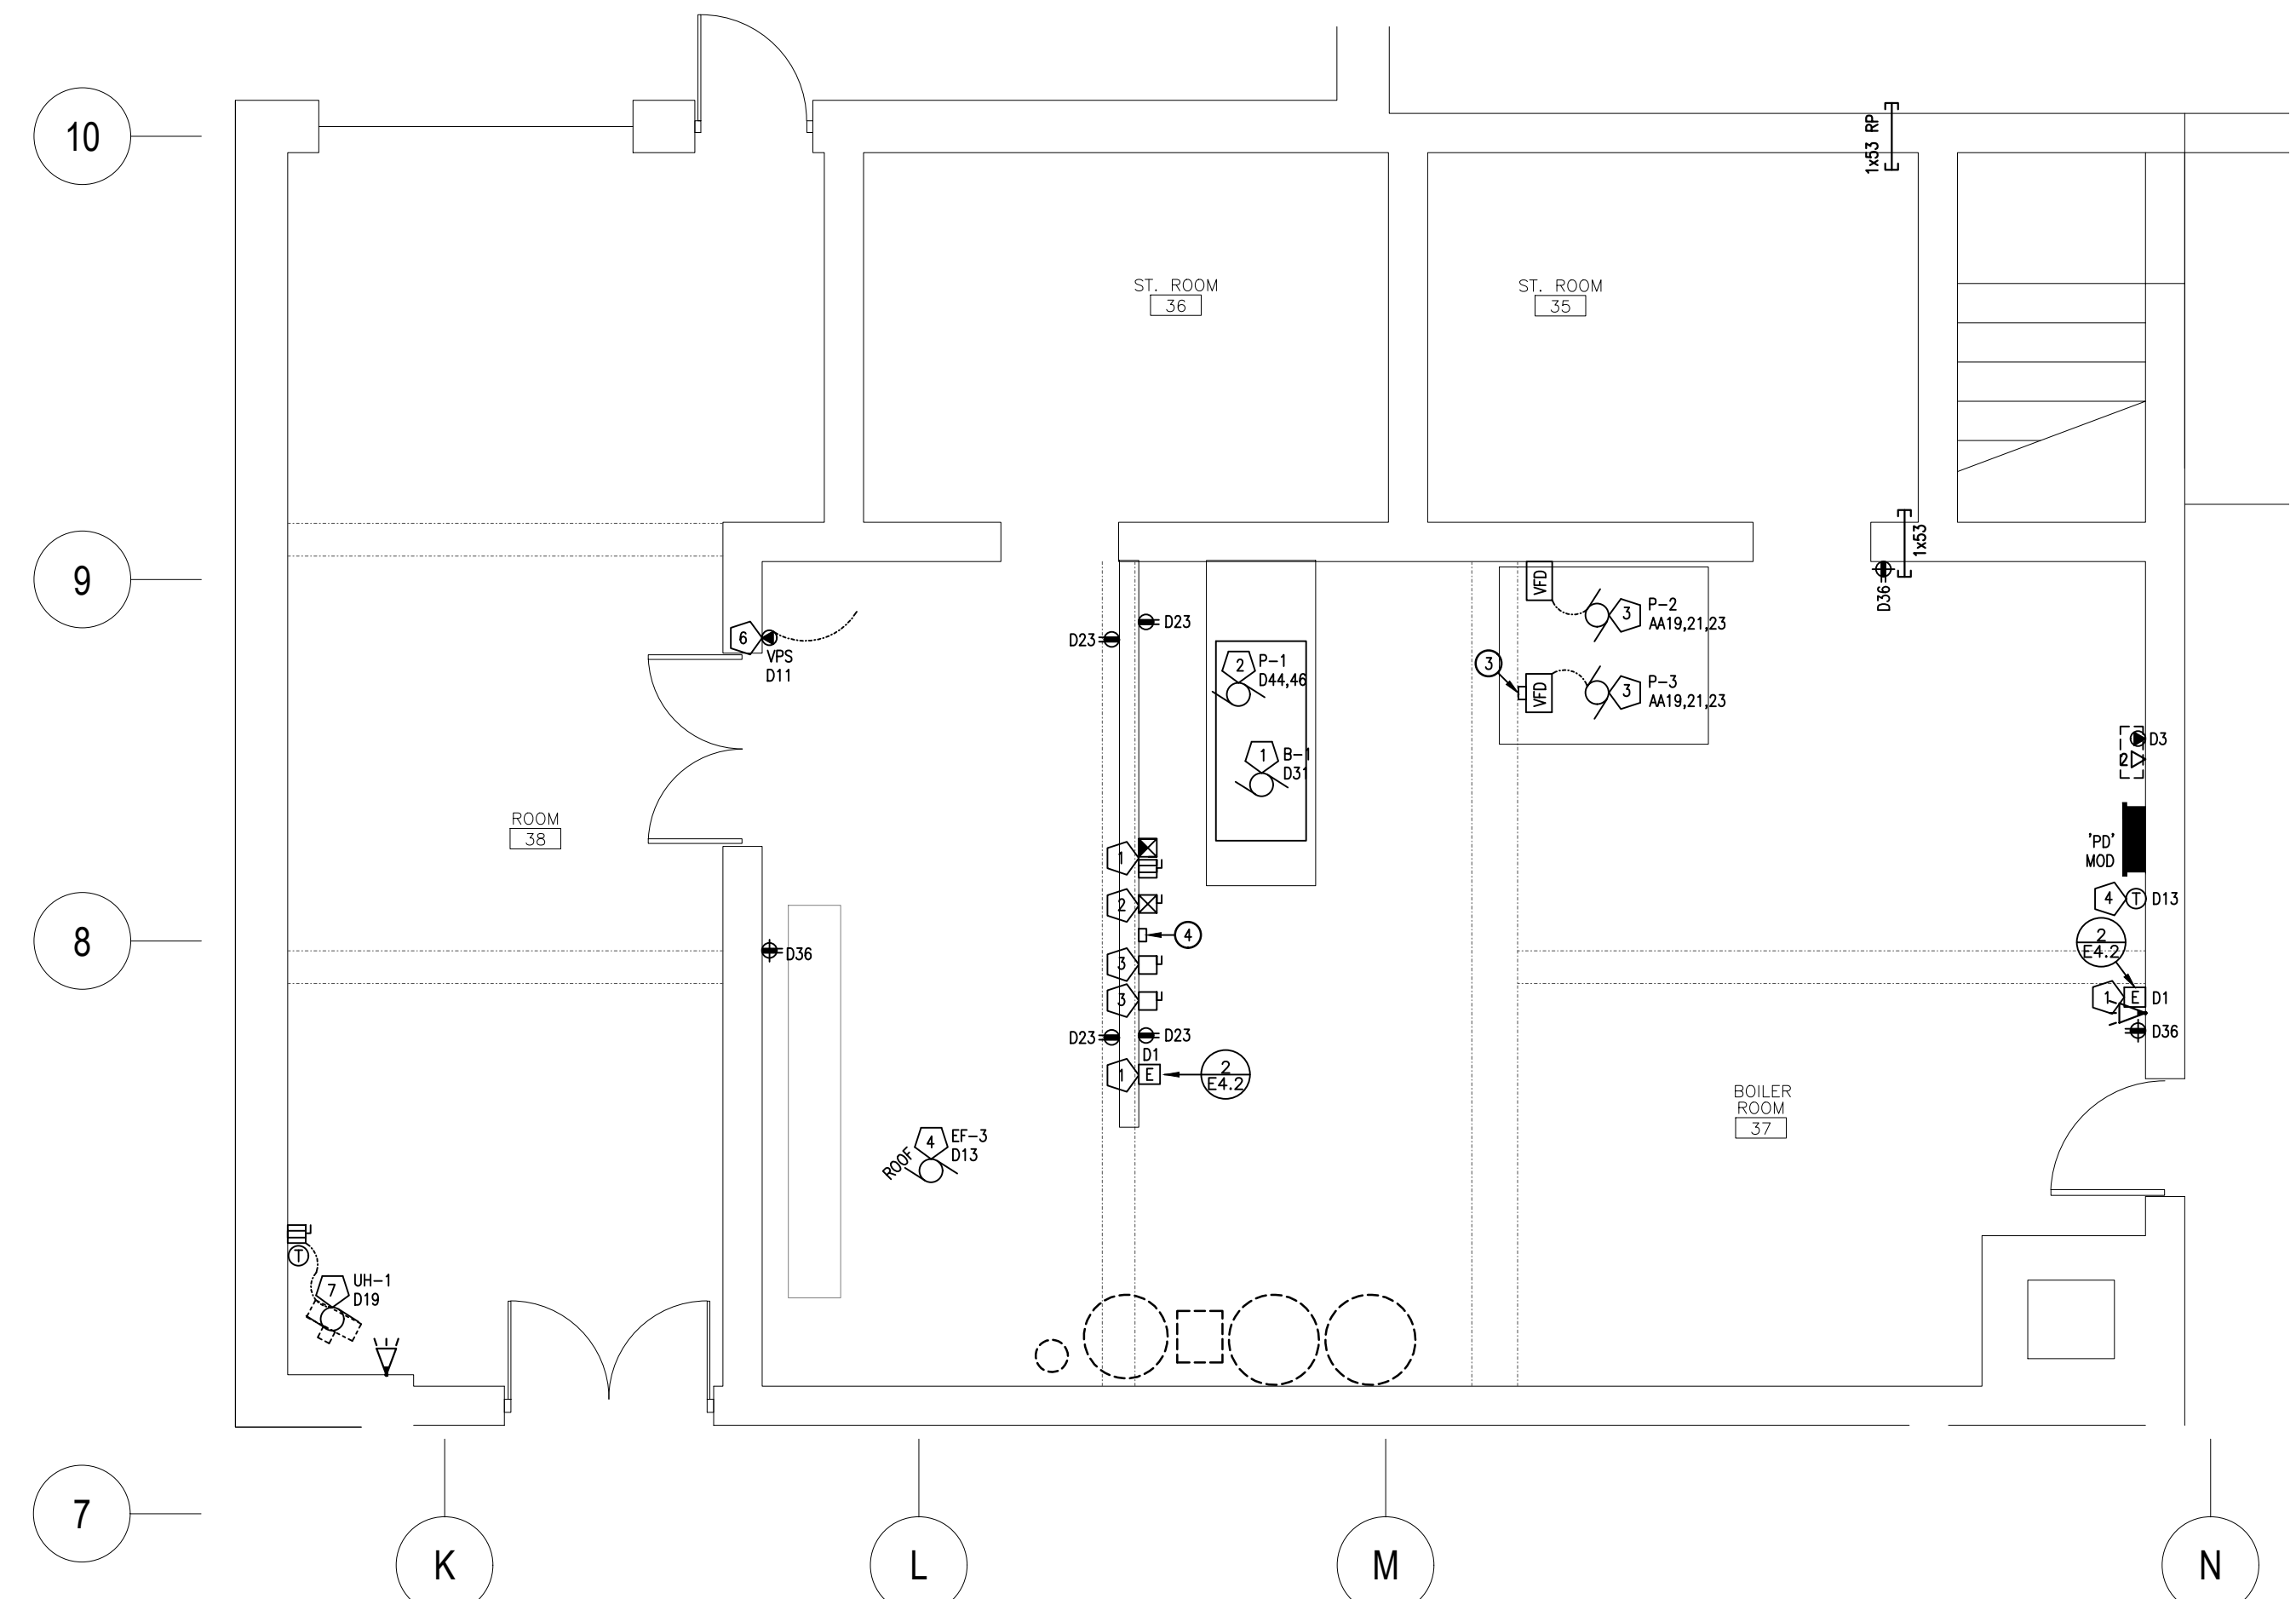 10
1x53 RP
ST. ROOM
36
ST. ROOM
35
9
1x53
D36
VFD
3
P-2
AA19,21,23
D23
D23
6
VPS
D11
2
P-1
D44,46
3
VFD
3
P-3
AA19,21,23
1
B-1
D31
D3
2
ROOM
38
'PD'
MOD
1
2
4
T
D13
4
8
D36
2
E4.2
3
3
1
E
D1
D36
D23
D23
D1
1
E
2
E4.2
BOILER
ROOM
37
ROOF
4
EF-3
D13
T
7
UH-1
D19
7
K
L
M
N